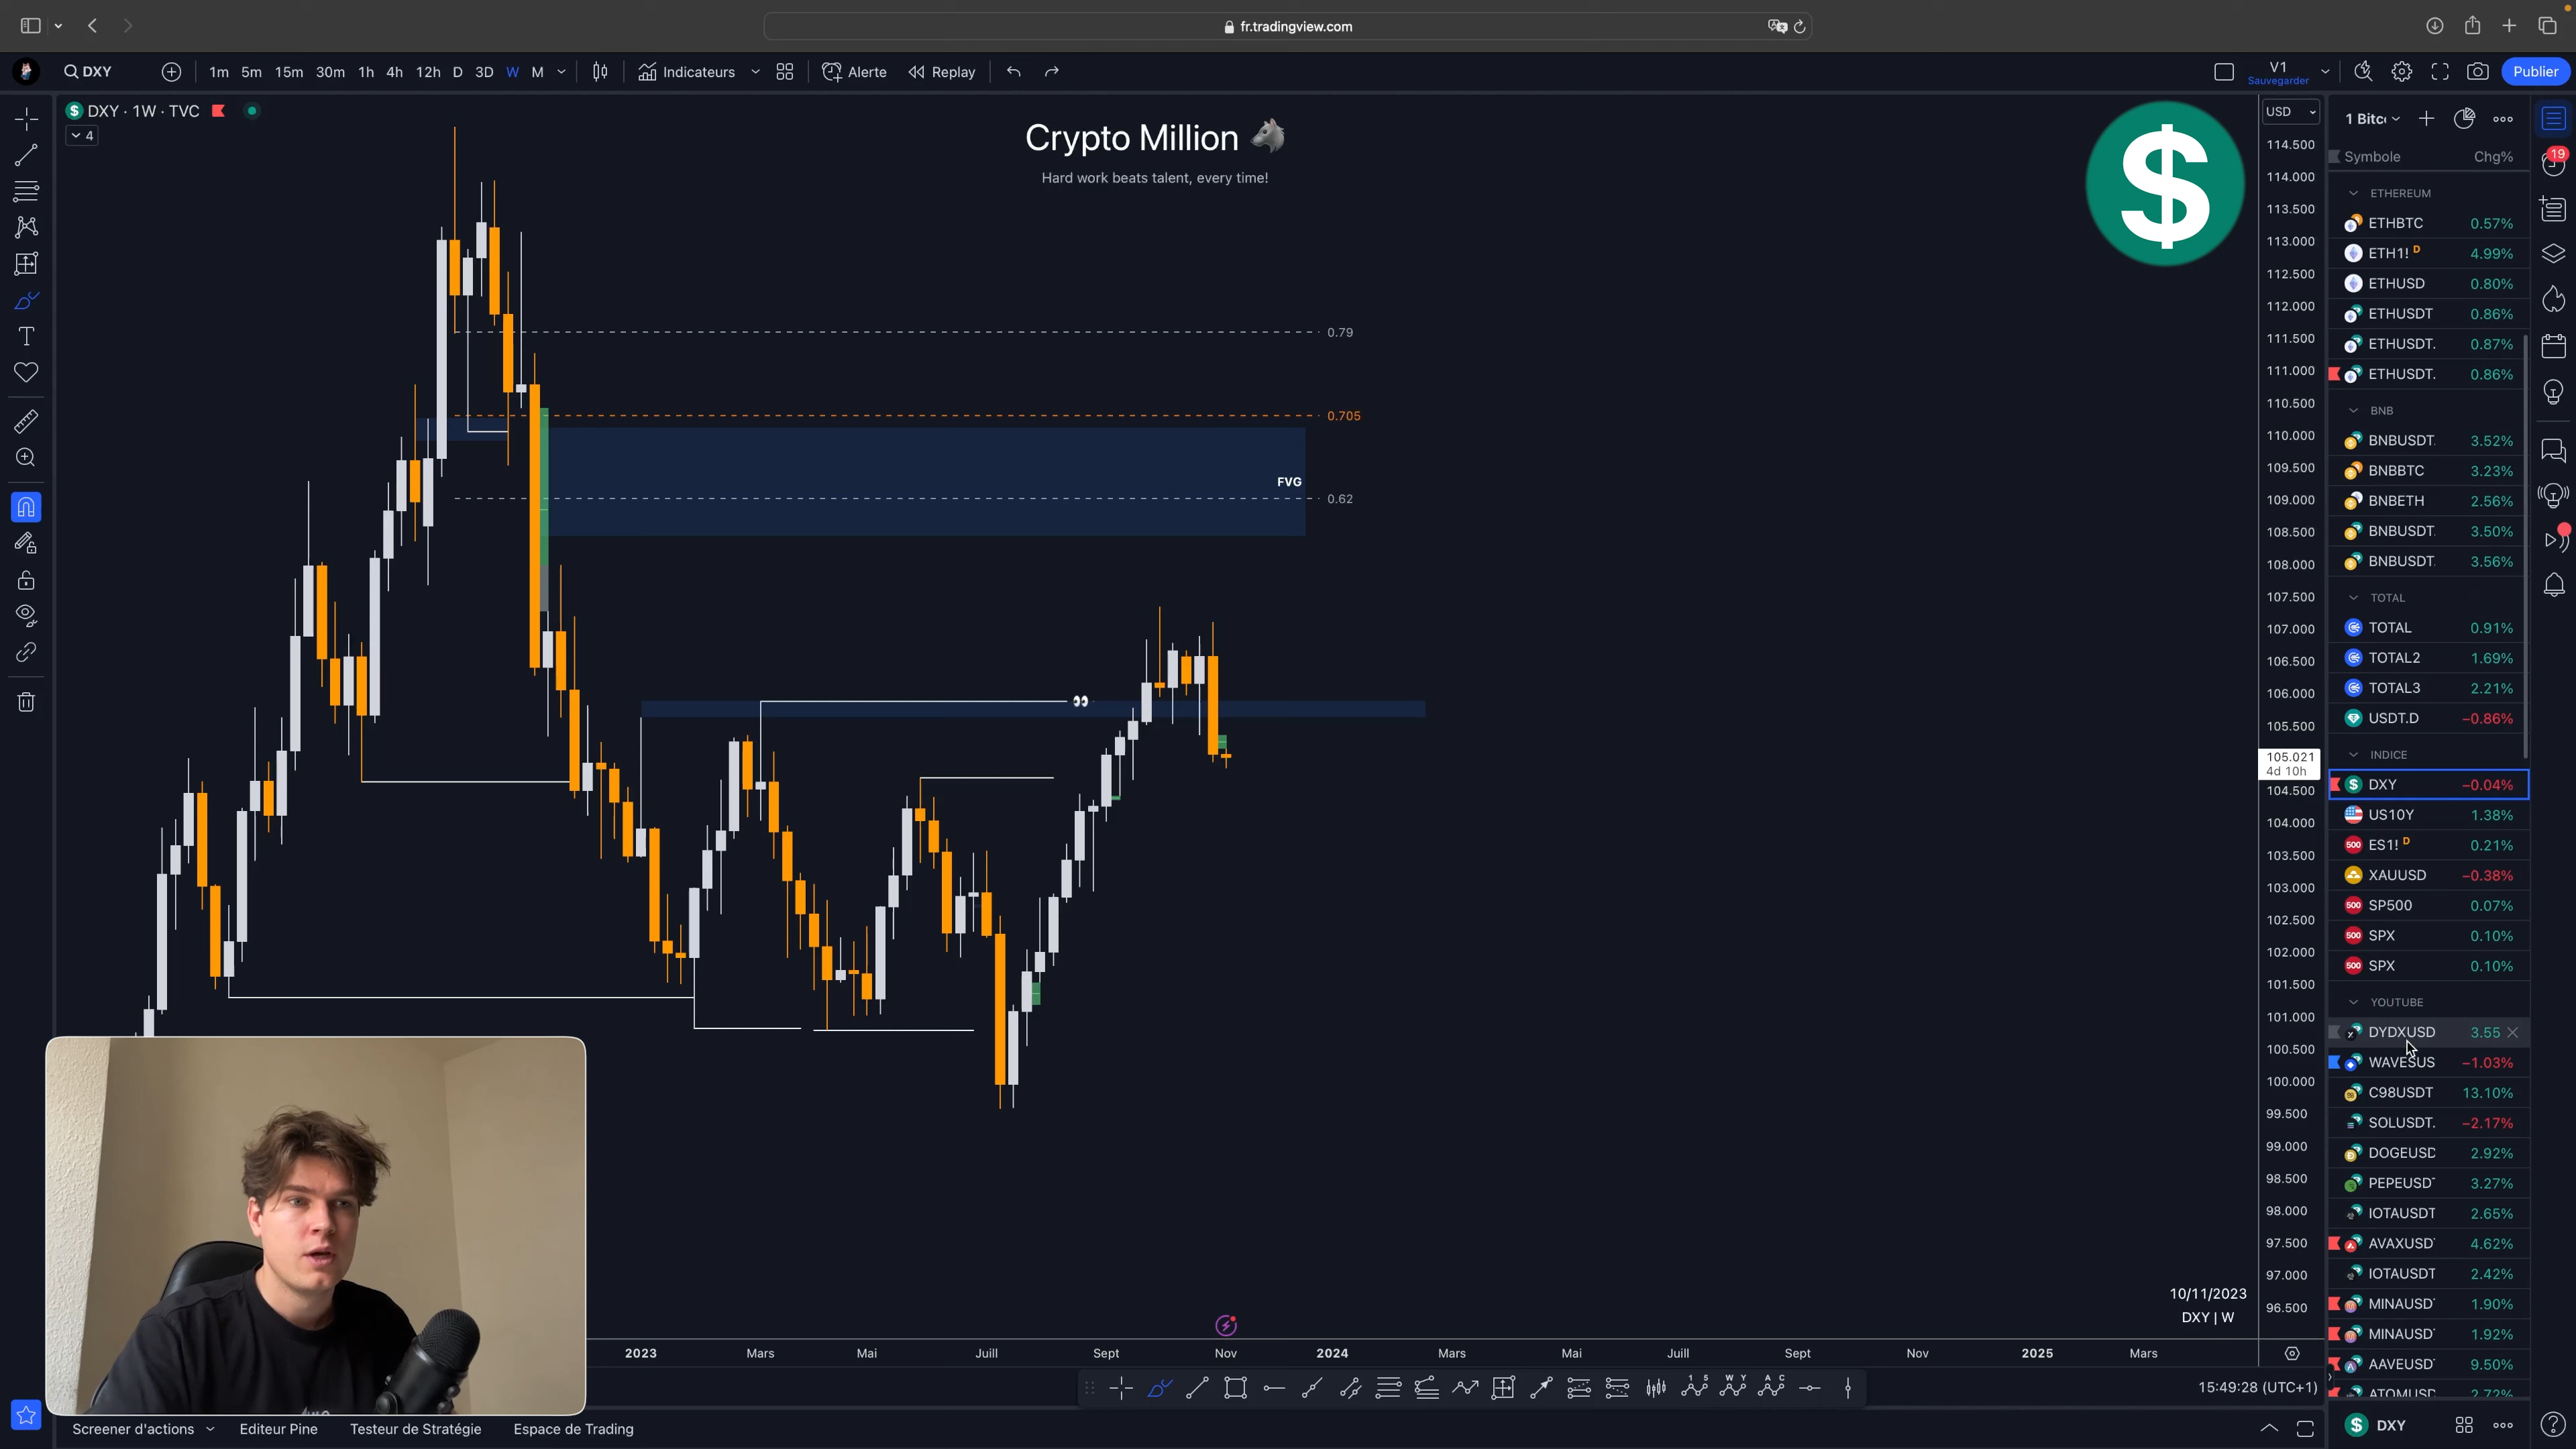 fr.tradingview.com
DXY
1m 5m 15m 30m 1h 4h 12h D 3D W M
Indicateurs
Alerte
Replay
V1
Sauvegarder
Publier
DXY · 1W · TVC
4
Crypto Million
Hard work beats talent, every time!
$
USD
114.500
114.000
113.500
113.000
112.500
112.000
111.500
111.000
110.500
110.000
109.500
109.000
108.500
108.000
107.500
107.000
106.500
106.000
105.500
105.021
4d 10h
104.500
104.000
103.500
103.000
102.500
102.000
101.500
101.000
100.500
100.000
99.500
99.000
98.500
98.000
97.500
97.000
96.500
0.79
0.705
FVG
0.62
10/11/2023
DXY | W
2023 Mars Mai Juill Sept Nov 2024 Mars Mai Juill Sept Nov 2025 Mars
15:49:28 (UTC+1)
Screener d'actions
Editeur Pine
Testeur de Stratégie
Espace de Trading
1 Bitc
19
Symbole Chg%
ETHEREUM
ETHBTC 0.57%
ETH1! D 4.99%
ETHUSD 0.80%
ETHUSDT 0.86%
ETHUSDT. 0.87%
ETHUSDT. 0.86%
BNB
BNBUSDT. 3.52%
BNBBTC 3.23%
BNBETH 2.56%
BNBUSDT. 3.50%
BNBUSDT. 3.56%
TOTAL
TOTAL 0.91%
TOTAL2 1.69%
TOTAL3 2.21%
USDT.D −0.86%
INDICE
DXY −0.04%
US10Y 1.38%
ES1! D 0.21%
XAUUSD −0.38%
SP500 0.07%
SPX 0.10%
SPX 0.10%
YOUTUBE
DYDXUSD 3.55
WAVESUS −1.03%
C98USDT 13.10%
SOLUSDT. −2.17%
DOGEUSD 2.92%
PEPEUSD 3.27%
IOTAUSDT 2.65%
AVAXUSD 4.62%
IOTAUSDT 2.42%
MINAUSD 1.90%
MINAUSD 1.92%
AAVEUSD 9.50%
ATOMUSD 2.72%
DXY